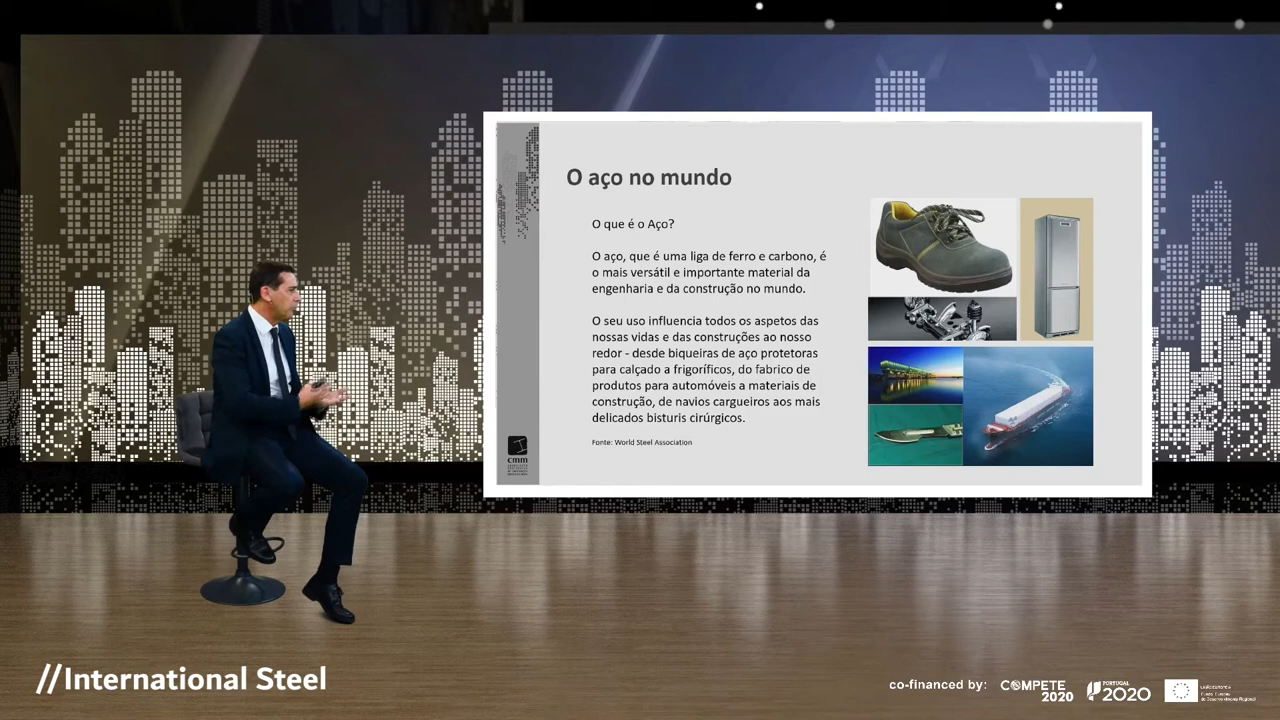 O aço no mundo
O que é o Aço?
O aço, que é uma liga de ferro e carbono, é
o mais versátil e importante material da
engenharia e da construção no mundo.
O seu uso influencia todos os aspetos das
nossas vidas e das construções ao nosso
redor - desde biqueiras de aço protetoras
para calçado a frigoríficos, do fabrico de
produtos para automóveis a materiais de
construção, de navios cargueiros aos mais
delicados bisturis cirúrgicos.
Fonte: World Steel Association
cmm
//International Steel
co-financed by:
COMPETE
2020
PORTUGAL
2020